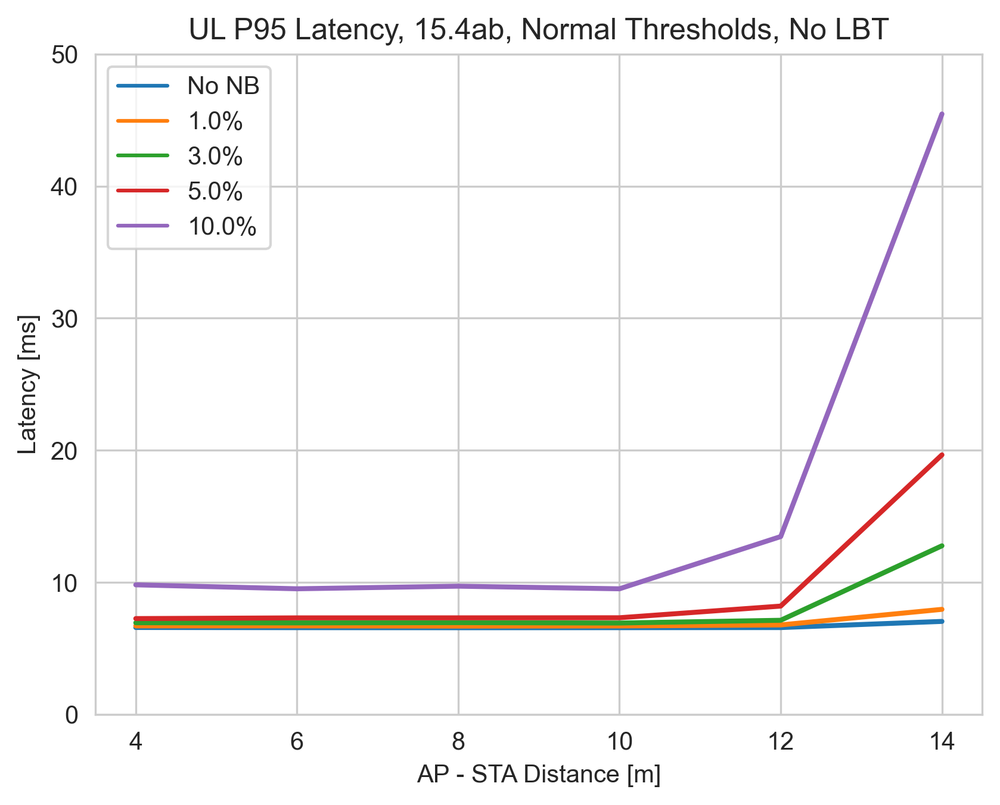 UL P95 Latency, 15.4ab, Normal Thresholds, No LBT
50
40
30
20
10
0
Latency [ms]
No NB
1.0%
3.0%
5.0%
10.0%
4 6 8 10 12 14
AP - STA Distance [m]